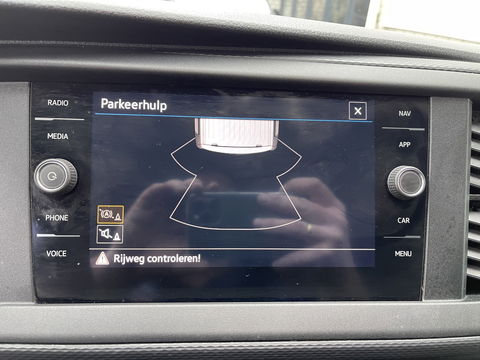 RADIO
Parkeerhulp
X
NAV
MEDIA
APP
PHONE
CAR
VOICE
Rijweg controleren!
MENU